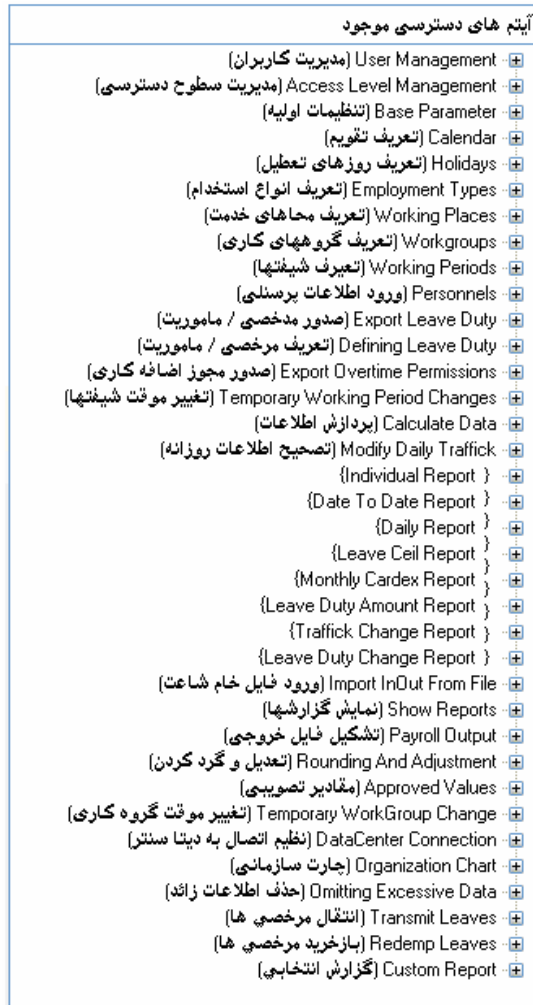 آیتم های دسترسی موجود
User Management (مدیریت کاربران)
Access Level Management (مدیریت سطوح دسترسی)
Base Parameter (تنظیمات اولیه)
Calendar (تعریف تقویم)
Holidays (تعریف روزهای تعطیل)
Employment Types (تعریف انواع استخدام)
Working Places (تعریف محاهای خدمت)
Workgroups (تعریف گروههای کاری)
Working Periods (تعیرف شیفتها)
Personnels (ورود اطلاعات پرسنلی)
Export Leave Duty (صدور مدخصی / ماموریت)
Defining Leave Duty (تعریف مرخصی / ماموریت)
Export Overtime Permissions (صدور مجوز اضافه کاری)
Temporary Working Period Changes (تغییر موقت شیفتها)
Calculate Data (پردازش اطلاعات)
Modify Daily Traffick (تصحیح اطلاعات روزانه)
{Individual Report }
{Date To Date Report }
{Daily Report }
{Leave Ceil Report }
{Monthly Cardex Report }
{Leave Duty Amount Report }
{Traffick Change Report }
{Leave Duty Change Report }
Import InOut From File (ورود فایل خام شاعت)
Show Reports (نمایش گزارشها)
Payroll Output (تشکیل فایل خروجی)
Rounding And Adjustment (تعدیل و گرد کردن)
Approved Values (مقادیر تصویبی)
Temporary WorkGroup Change (تغییر موقت گروه کاری)
DataCenter Connection (نظیم اتصال به دیتا سنتر)
Organization Chart (چارت سازمانی)
Omitting Excessive Data (حذف اطلاعات زائد)
Transmit Leaves (انتقال مرخصي ها)
Redemp Leaves (بازخرید مرخصي ها)
Custom Report (گزارش انتخابي)